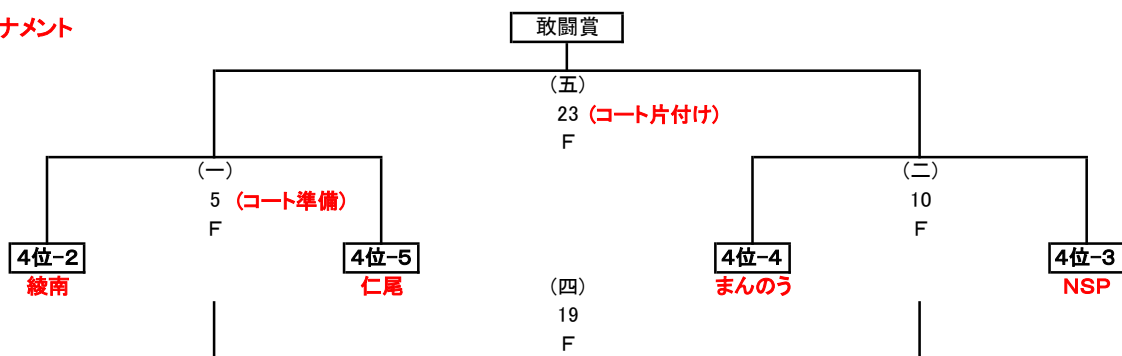 ナメント
敢闘賞
(五)
23 (コート片付け)
F
(一)
(二)
5 (コート準備)
10
F
F
4位-2
4位-5
4位-4
4位-3
綾南
仁尾
まんのう
NSP
(四)
19
F